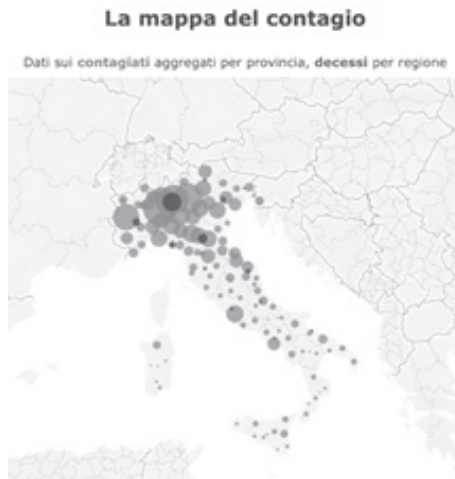 La mappa del contagio
Dati sui contagiati aggregati per provincia, decessi per regione